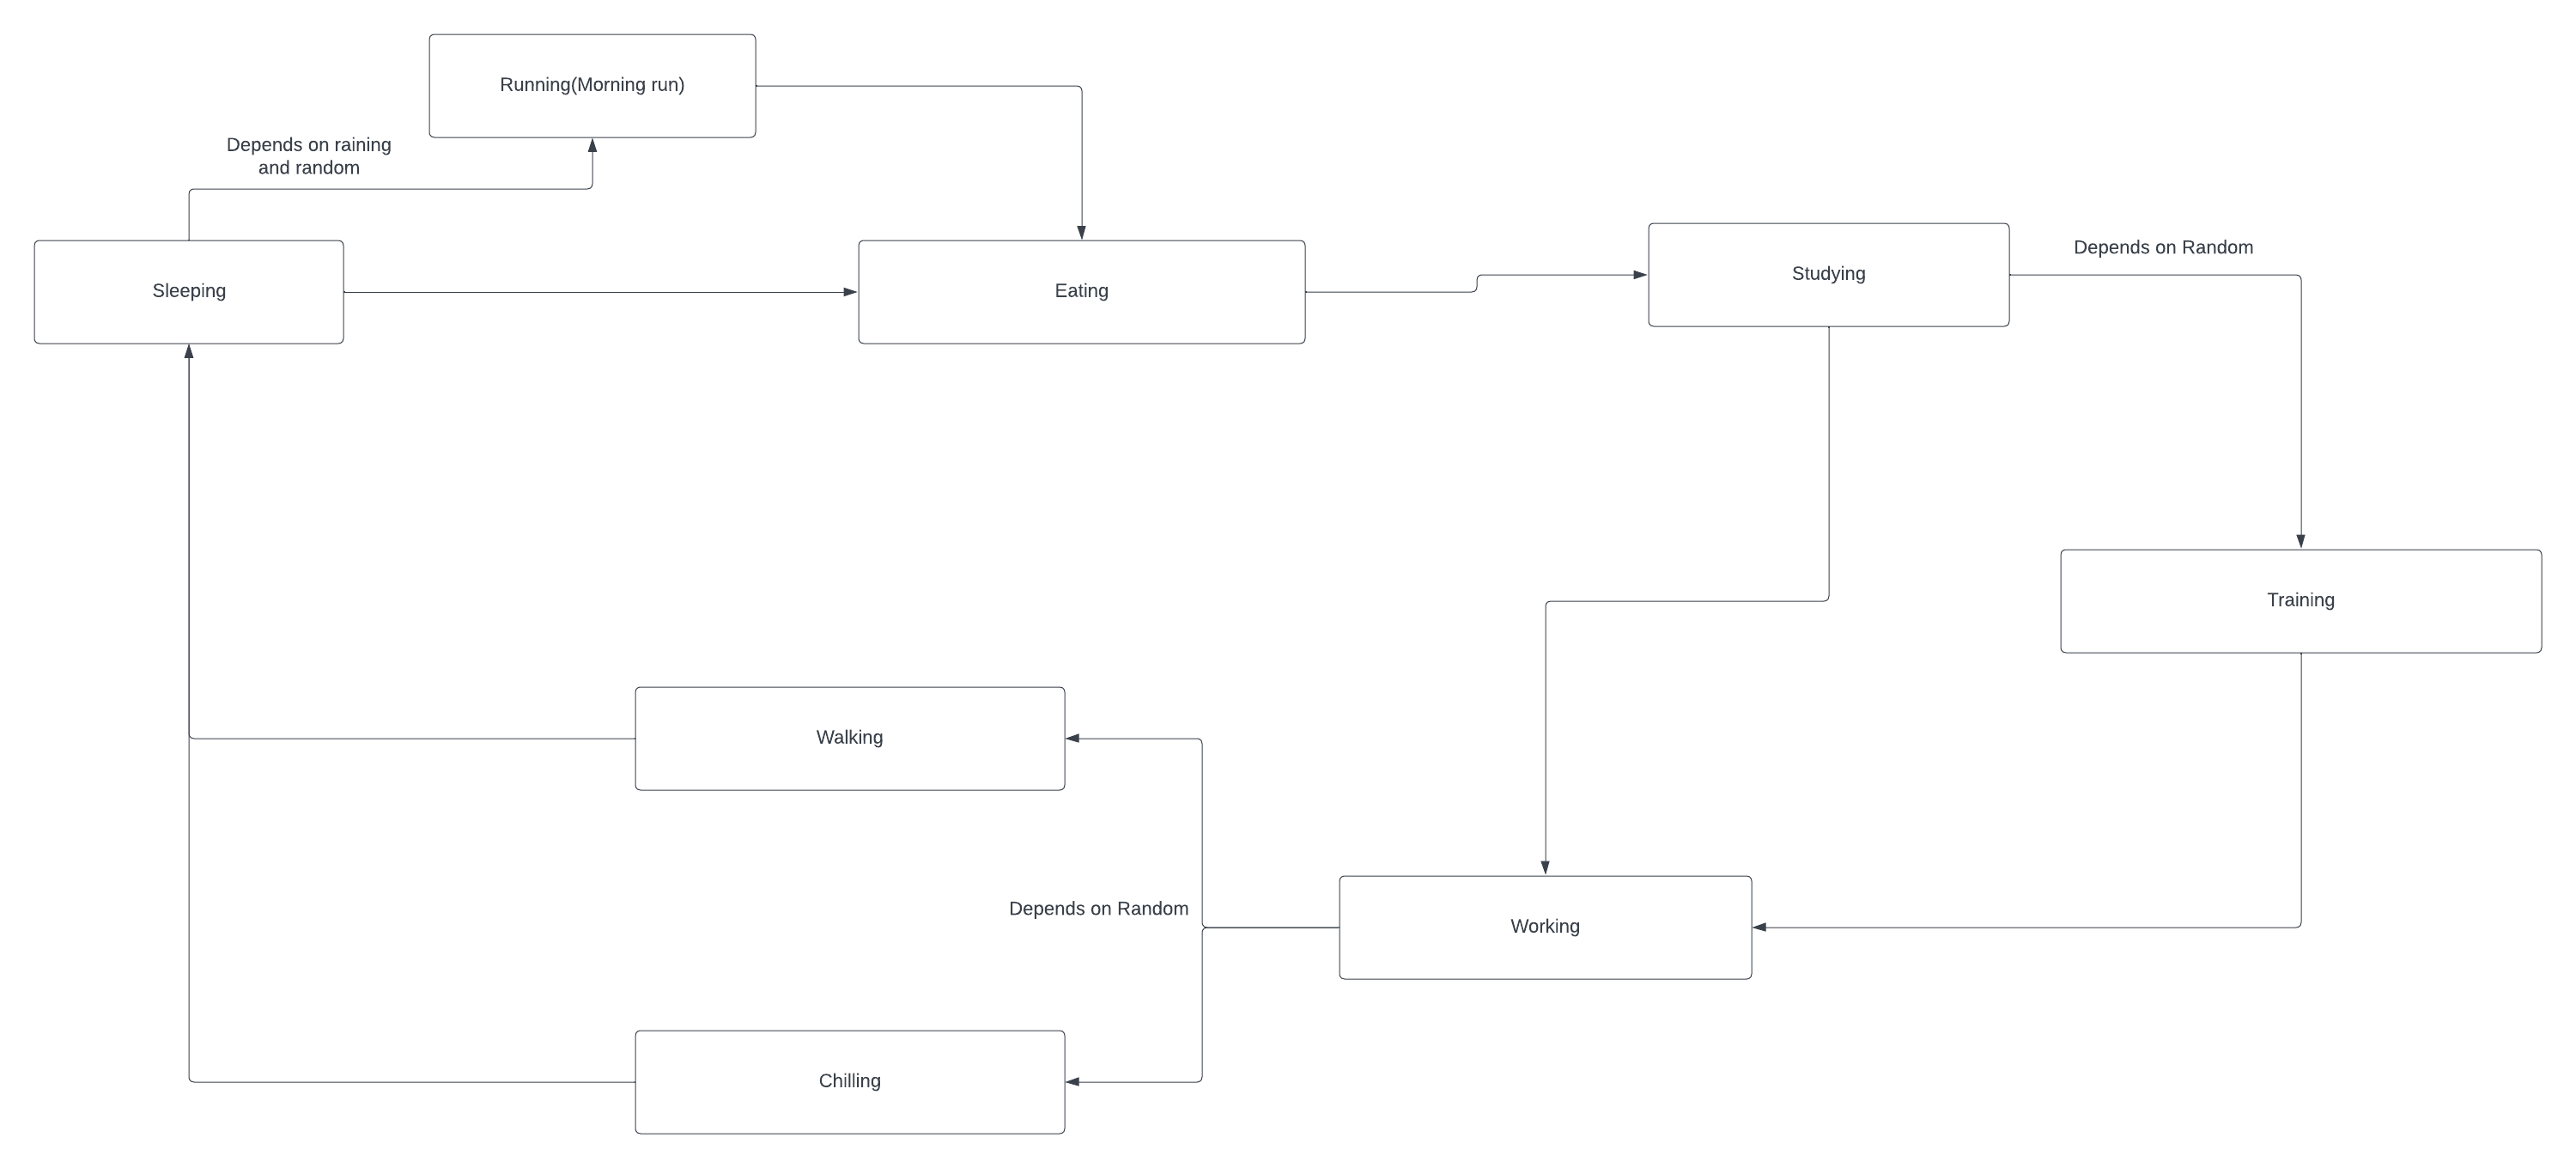 Running(Morning run)
Depends on raining
and random
Sleeping
Eating
Studying
Depends on Random
Training
Walking
Depends on Random
Working
Chilling